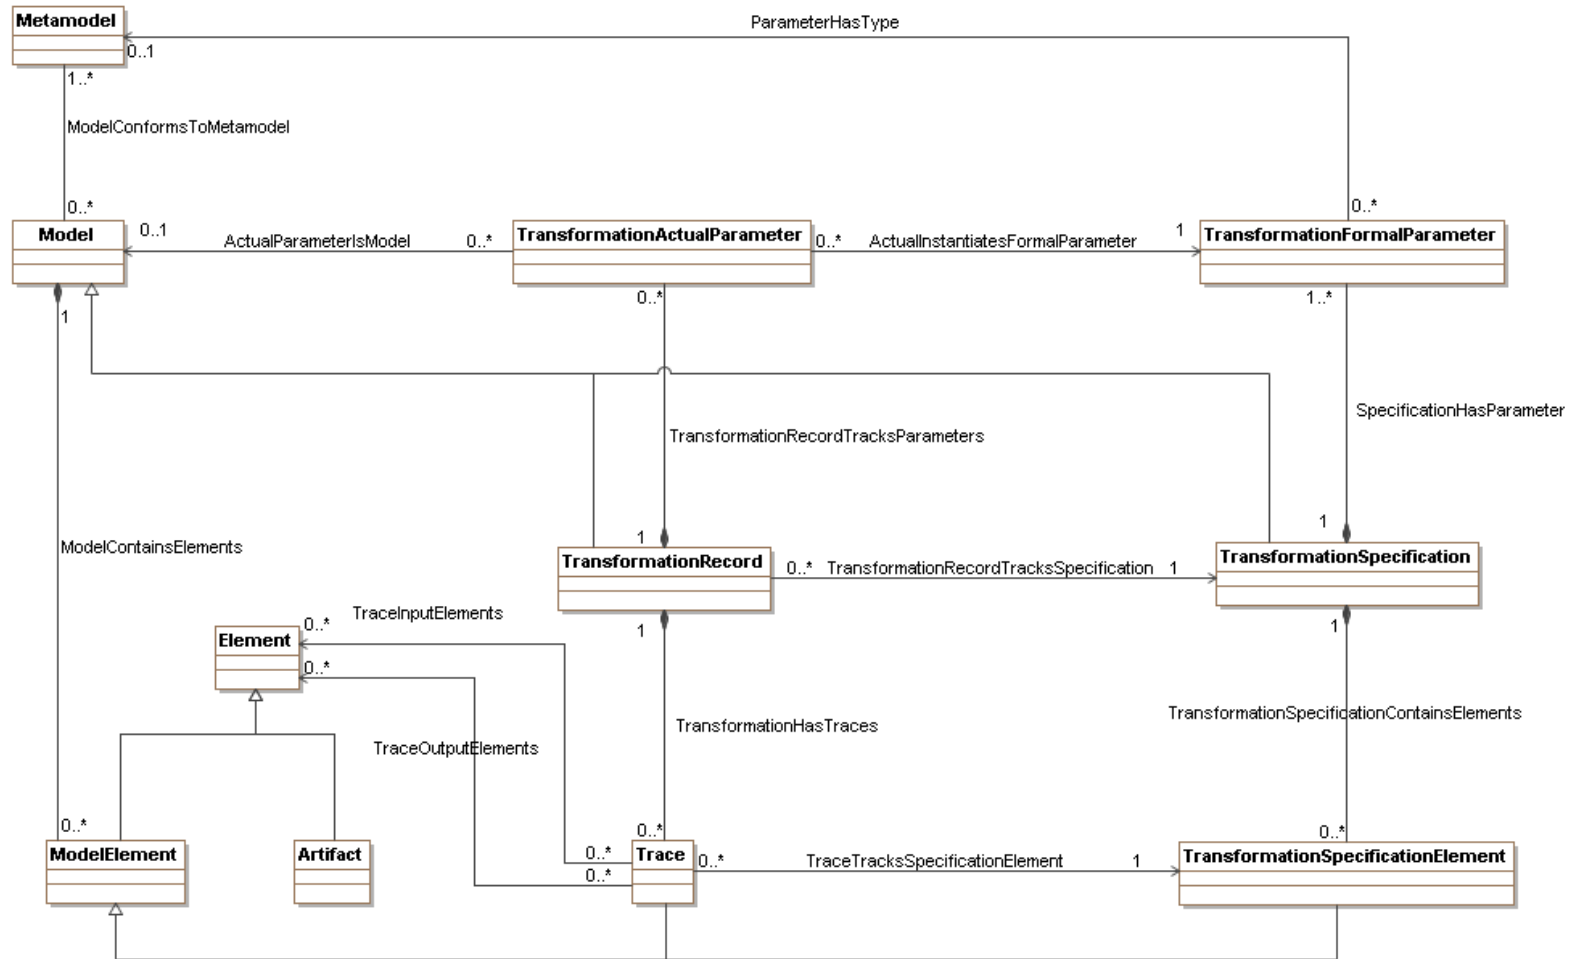 Metamodel
ParameterHasType
0..1
1..*
ModelConformsToMetamodel
0..*
0..*
Model
0..1
ActualParameterIsModel
0..*
TransformationActualParameter
0..*
ActualInstantiatesFormalParameter
1
TransformationFormalParameter
1
0..*
1..*
SpecificationHasParameter
TransformationRecordTracksParameters
1
1
ModelContainsElements
TransformationRecord
0..*
TransformationRecordTracksSpecification
1
TransformationSpecification
TraceInputElements
0..*
1
1
Element
0..*
TransformationSpecificationContainsElements
TransformationHasTraces
TraceOutputElements
0..*
0..*
0..*
ModelElement
Artifact
0..*
Trace
0..*
TraceTracksSpecificationElement
1
TransformationSpecificationElement
0..*